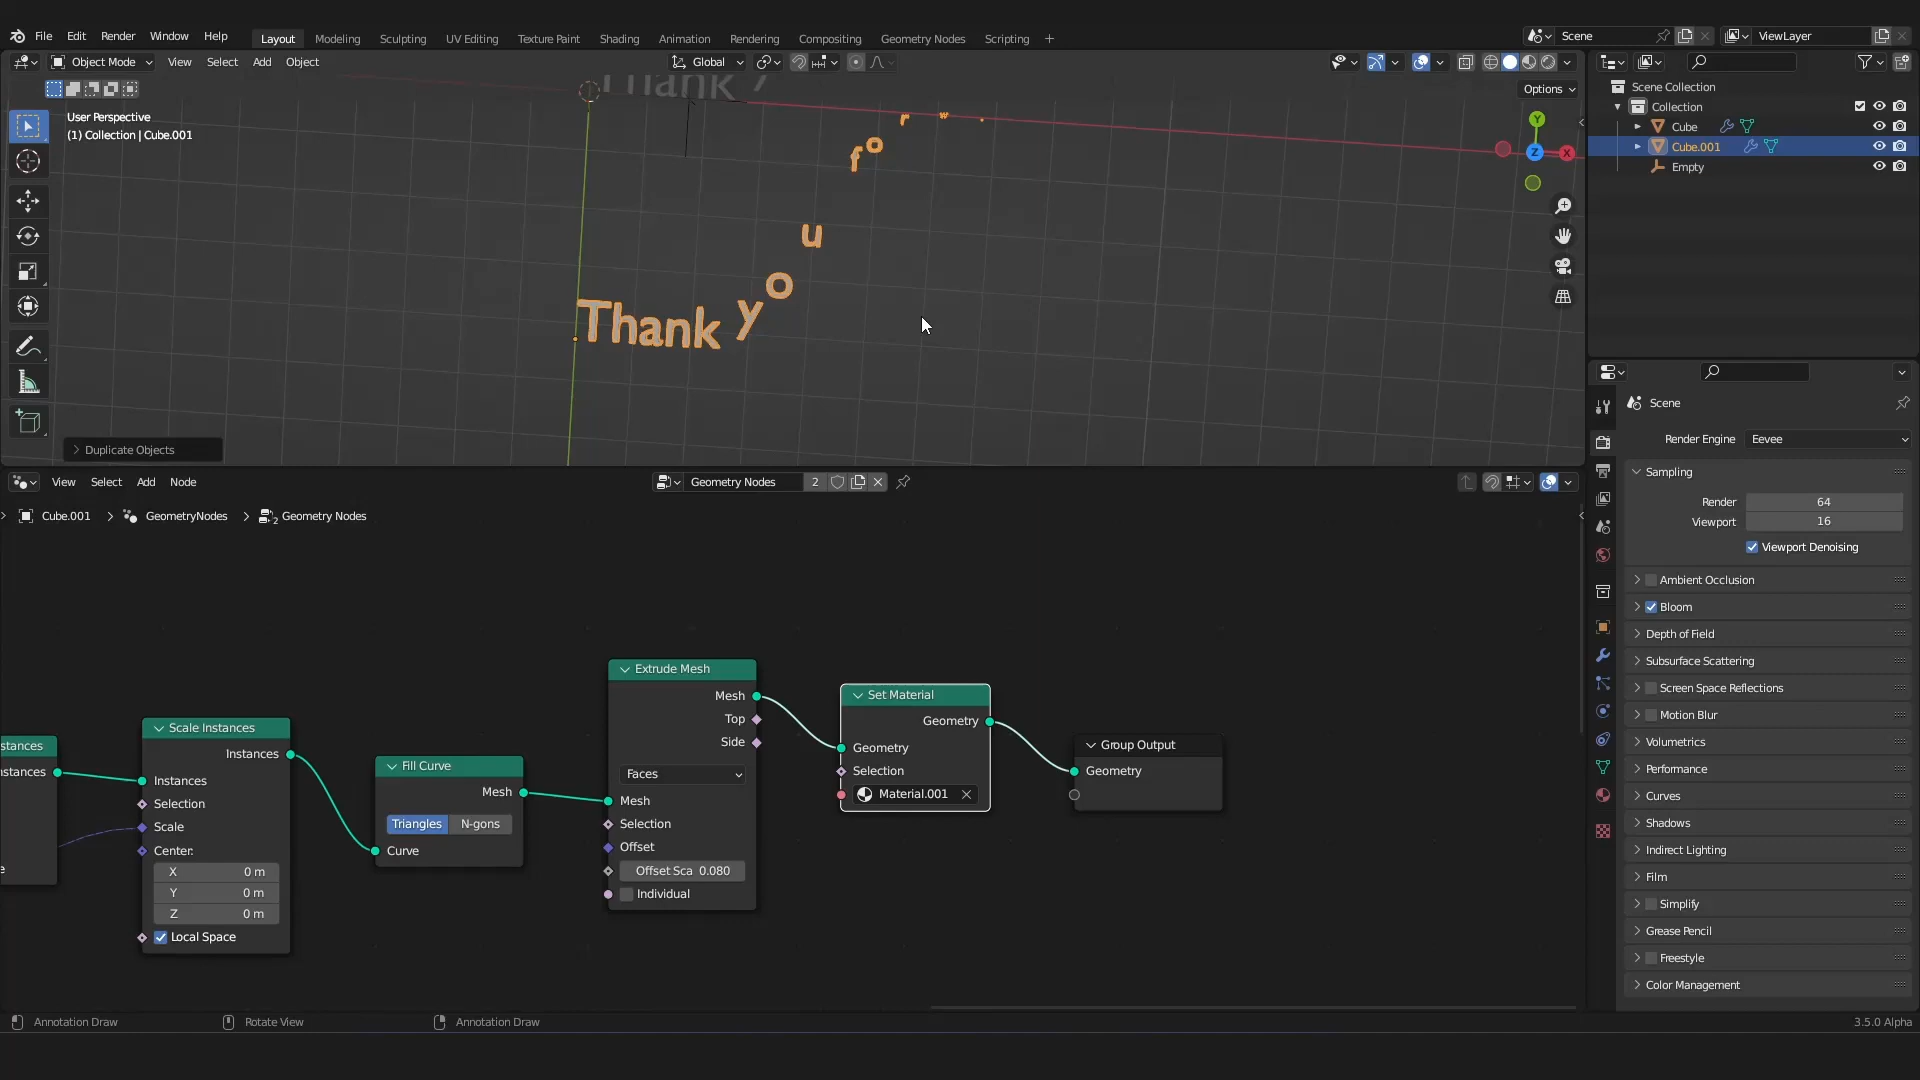 File Edit Render Window Help Layout Modeling Sculpting UV Editing Texture Paint Shading Animation Rendering Compositing Geometry Nodes Scripting + Scene ViewLayer
Object Mode View Select Add Object Global
Options
User Perspective
(1) Collection | Cube.001
Thank y
Thank you for w
Y
Z
X
Duplicate Objects
Scene Collection
Collection
Cube
Cube.001
Empty
Scene
Render Engine Eevee
Sampling
Render 64
Viewport 16
Viewport Denoising
Ambient Occlusion
Bloom
Depth of Field
Subsurface Scattering
Screen Space Reflections
Motion Blur
Volumetrics
Performance
Curves
Shadows
Indirect Lighting
Film
Simplify
Grease Pencil
Freestyle
Color Management
View Select Add Node Geometry Nodes 2
Cube.001 > GeometryNodes > 2 Geometry Nodes
stances
nstances
e
Scale Instances
Instances
Instances
Selection
Scale
Center:
X 0 m
Y 0 m
Z 0 m
Local Space
Fill Curve
Mesh
Triangles N-gons
Curve
Extrude Mesh
Mesh
Top
Side
Faces
Mesh
Selection
Offset
Offset Sca 0.080
Individual
Set Material
Geometry
Geometry
Selection
Material.001
Group Output
Geometry
Annotation Draw Rotate View Annotation Draw 3.5.0 Alpha